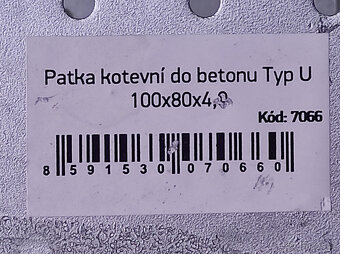 Patka kotevní do betonu Typ U
100x80x4,0
Kód: 7066
8 591530 070660